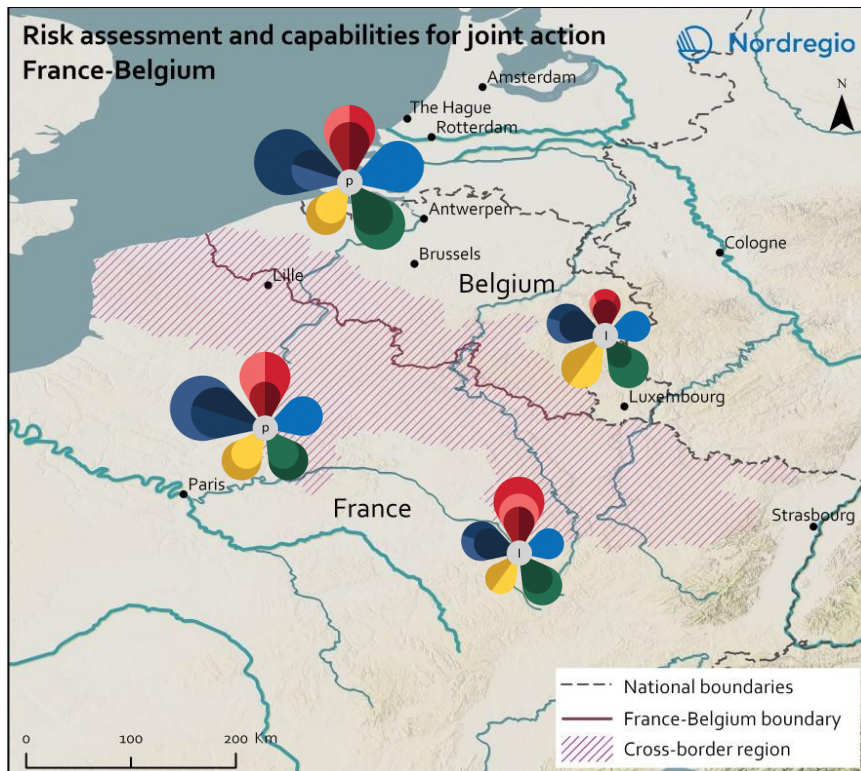 Risk assessment and capabilities for joint action
France-Belgium
Nordregio
N
Amsterdam
The Hague
Rotterdam
p
Antwerpen
Brussels
Cologne
Lille
Belgium
l
Luxembourg
p
Paris
France
Strasbourg
l
National boundaries
France-Belgium boundary
Cross-border region
0 100 200 Km